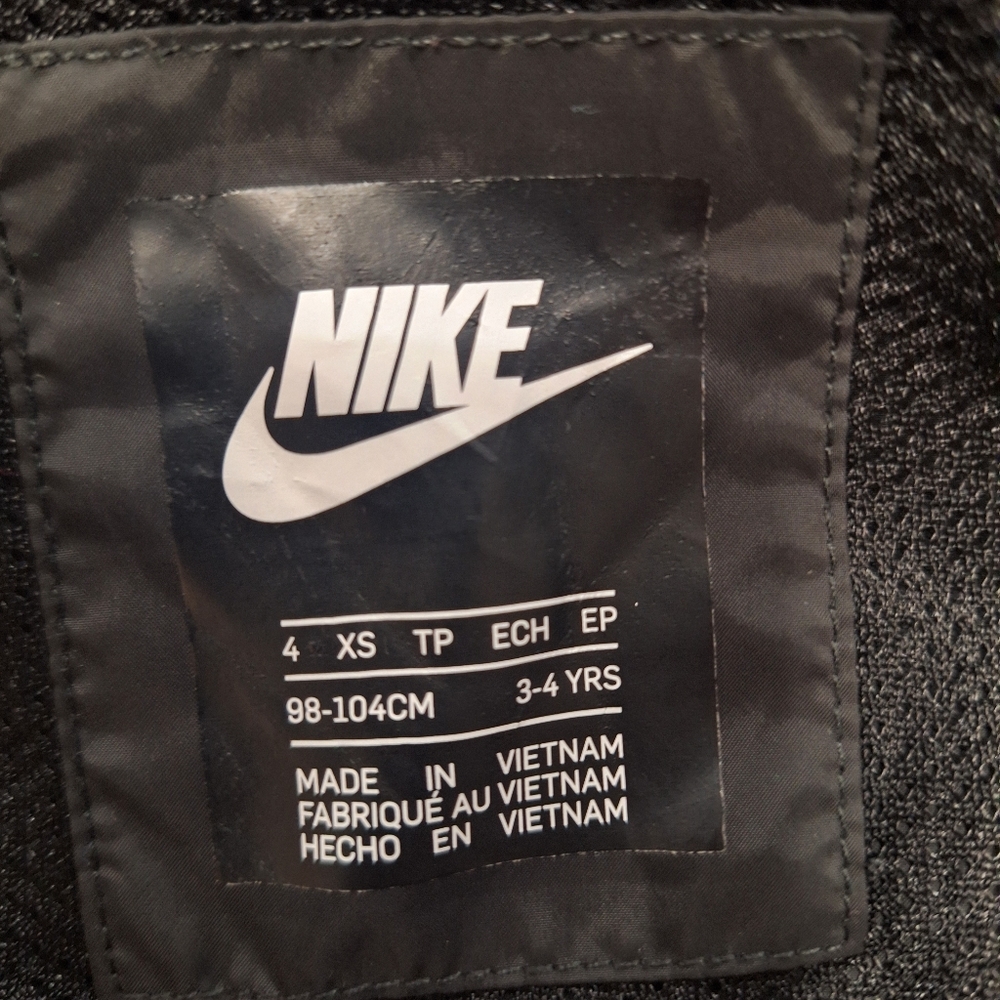 NIKE
4 XS TP ECH EP
98-104CM 3-4 YRS
MADE IN VIETNAM
FABRIQUÉ AU VIETNAM
HECHO EN VIETNAM